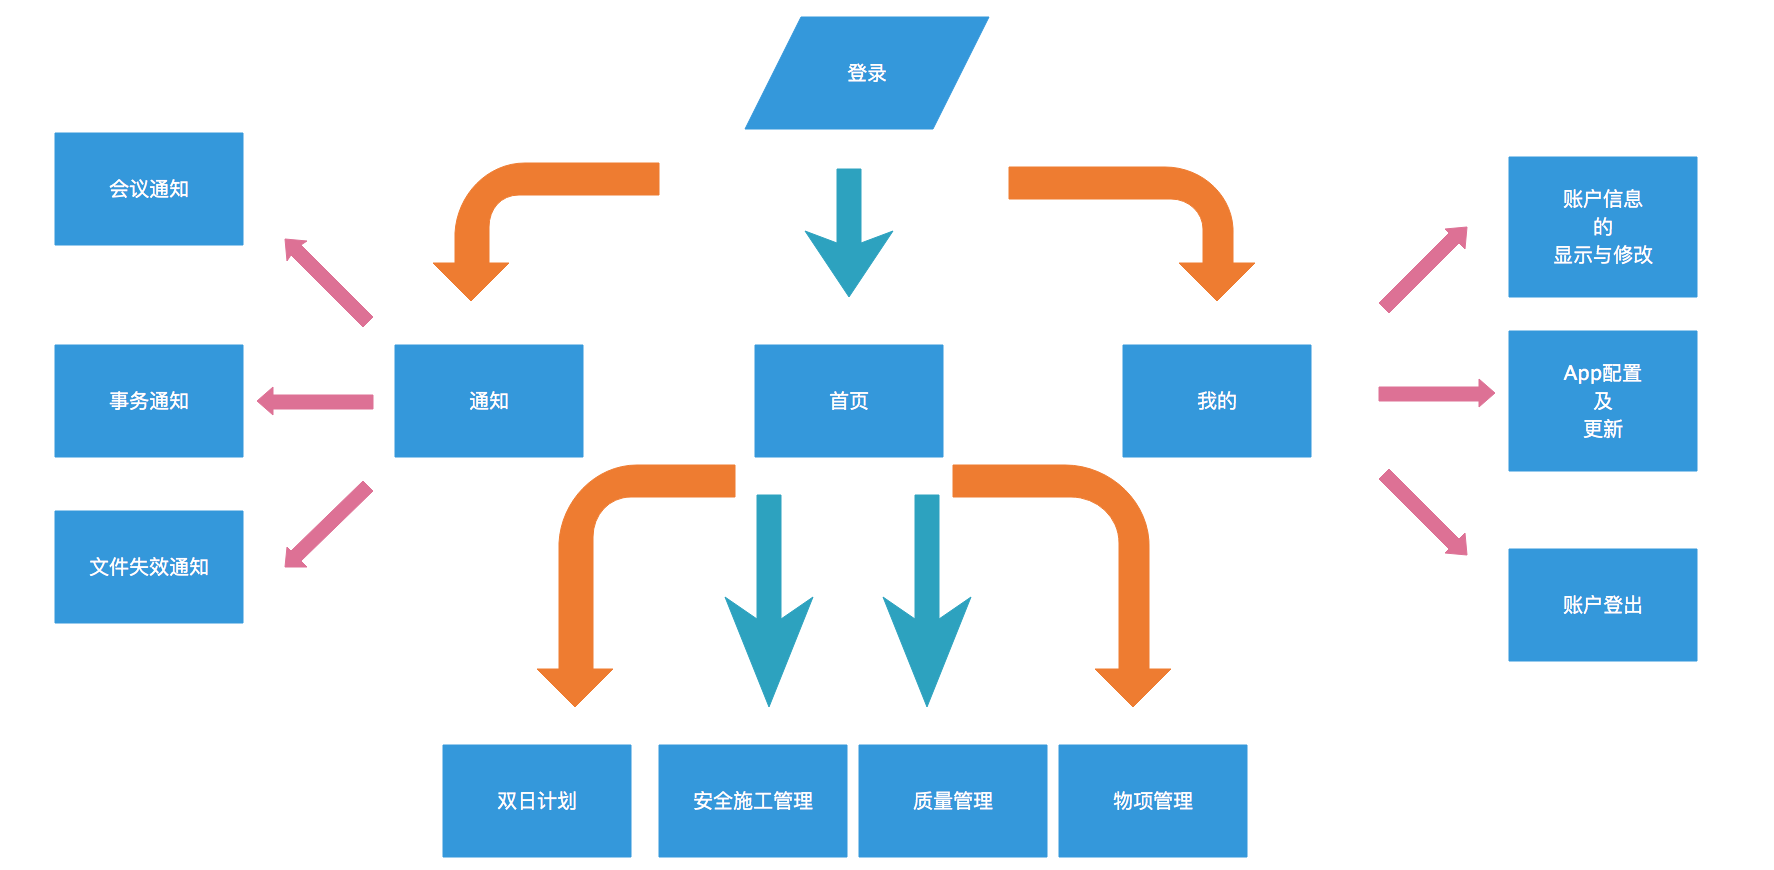 登录
会议通知
账户信息
的
显示与修改
事务通知
通知
首页
我的
App配置
及
更新
文件失效通知
账户登出
双日计划
安全施工管理
质量管理
物项管理